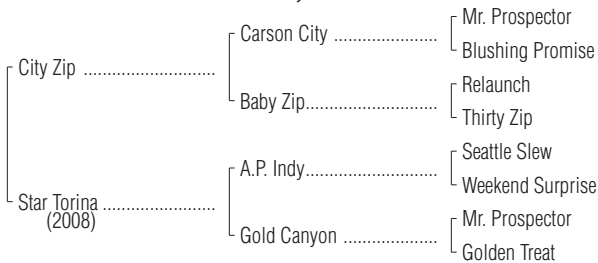 Mr. Prospector
Carson City ......................
Blushing Promise
City Zip ............................
Relaunch
Baby Zip............................
Thirty Zip
Seattle Slew
A.P. Indy............................
Weekend Surprise
Star Torina ........................
(2008)
Mr. Prospector
Gold Canyon ....................
Golden Treat